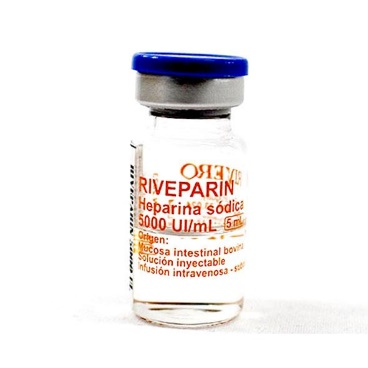 RIVERO
RIVEPARIN
Heparina sódica
5000 UI/mL 5 mL
Origen:
Mucosa intestinal bovina
Solución inyectable
Infusión intravenosa -